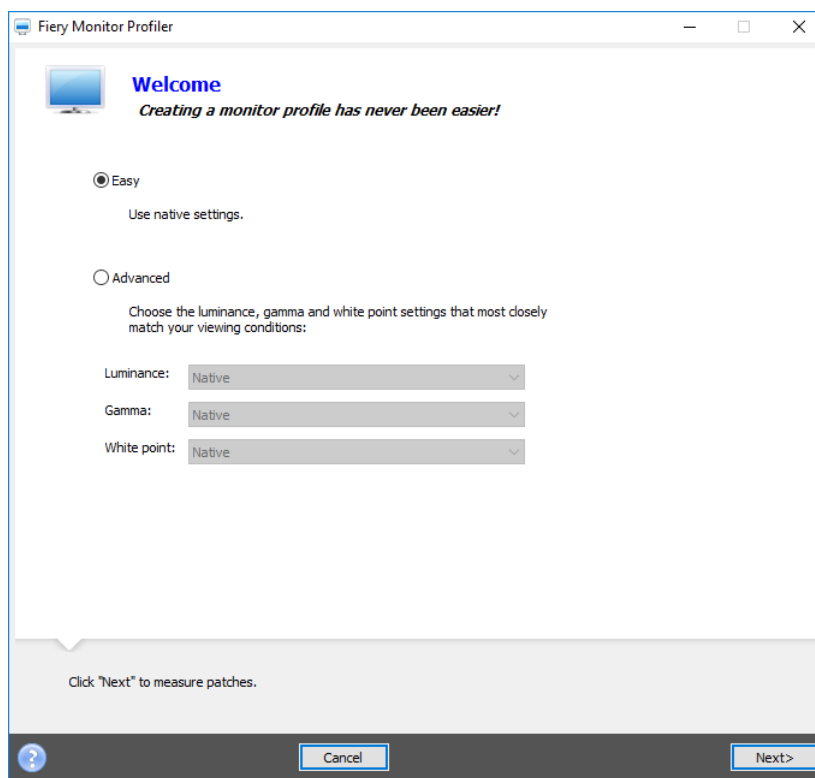 Fiery Monitor Profiler
Welcome
Creating a monitor profile has never been easier!
Easy
Use native settings.
Advanced
Choose the luminance, gamma and white point settings that most closely
match your viewing conditions:
Luminance: Native
Gamma: Native
White point: Native
Click "Next" to measure patches.
? Cancel Next>